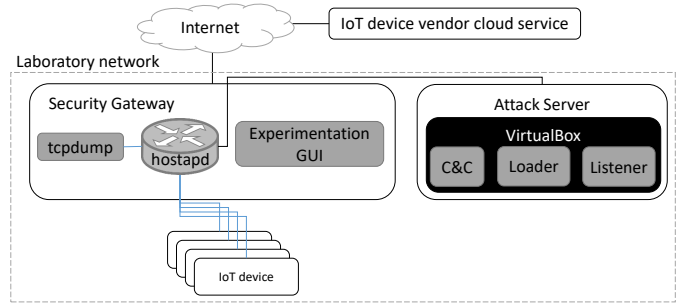 Internet
IoT device vendor cloud service
Laboratory network
Security Gateway
tcpdump
hostapd
Experimentation
GUI
Attack Server
VirtualBox
C&C
Loader
Listener
IoT device